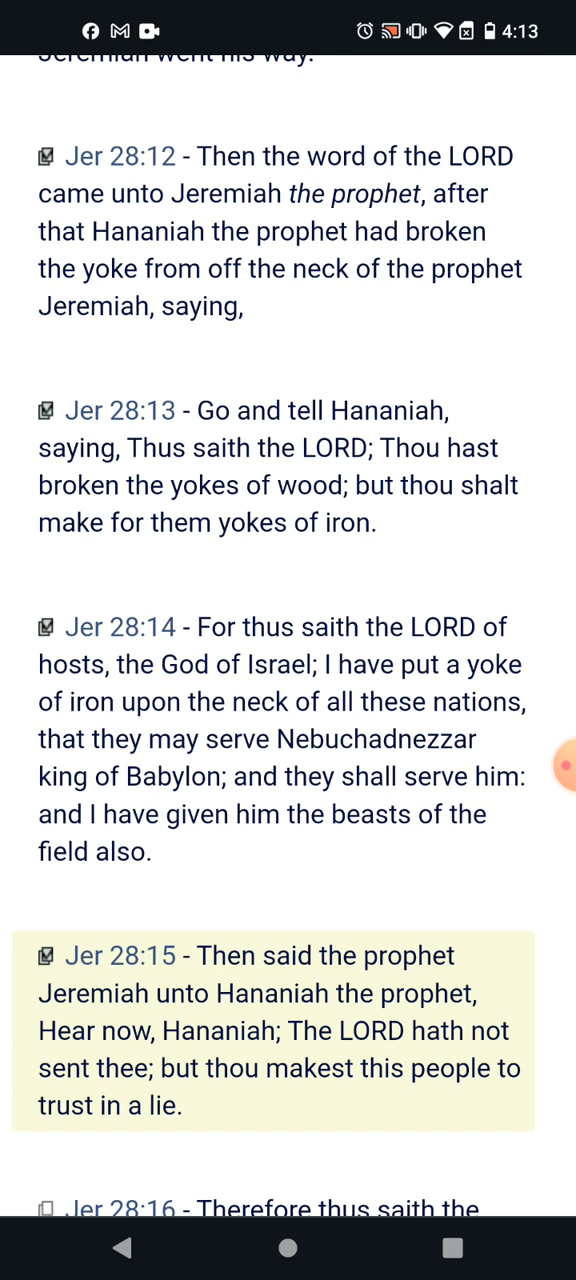 4:13
Jeremiah went his way.
Jer 28:12 - Then the word of the LORD
came unto Jeremiah the prophet, after
that Hananiah the prophet had broken
the yoke from off the neck of the prophet
Jeremiah, saying,
Jer 28:13 - Go and tell Hananiah,
saying, Thus saith the LORD; Thou hast
broken the yokes of wood; but thou shalt
make for them yokes of iron.
Jer 28:14 - For thus saith the LORD of
hosts, the God of Israel; I have put a yoke
of iron upon the neck of all these nations,
that they may serve Nebuchadnezzar
king of Babylon; and they shall serve him:
and I have given him the beasts of the
field also.
Jer 28:15 - Then said the prophet
Jeremiah unto Hananiah the prophet,
Hear now, Hananiah; The LORD hath not
sent thee; but thou makest this people to
trust in a lie.
Jer 28:16 - Therefore thus saith the